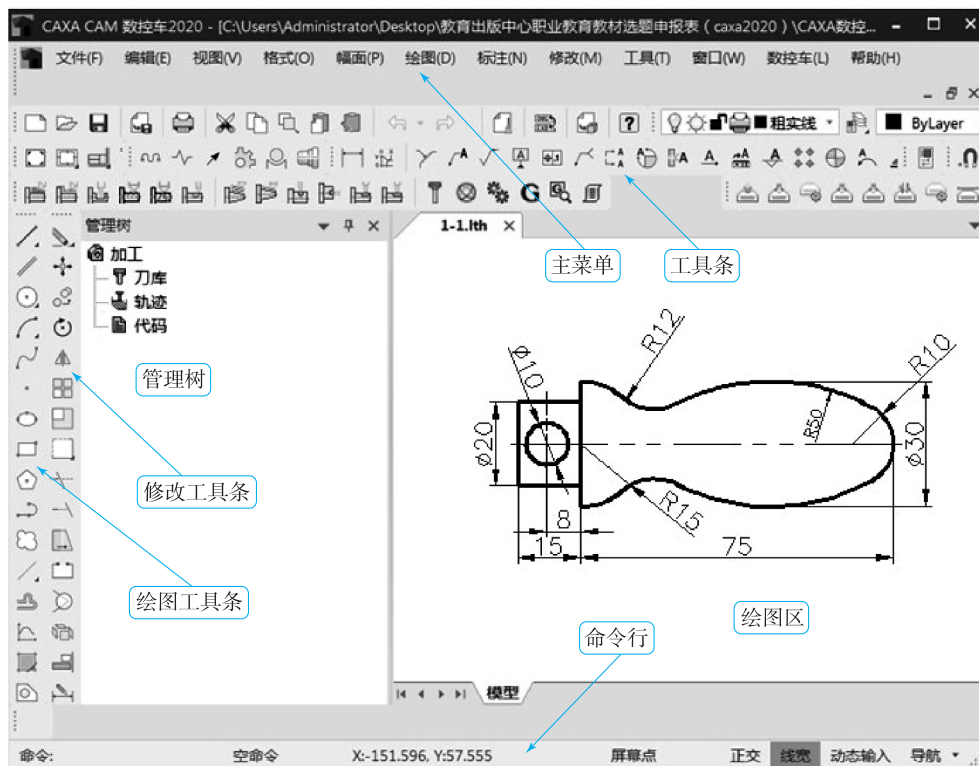 CAXA CAM 数控车2020 - [C:\Users\Administrator\Desktop\教育出版中心职业教育教材选题申报表（caxa2020）\CAXA数控...
文件(F) 编辑(E) 视图(V) 格式(O) 幅面(P) 绘图(D) 标注(N) 修改(M) 工具(T) 窗口(W) 数控车(L) 帮助(H)
粗实线 ByLayer
管理树
1-1.lth
加工
刀库
轨迹
代码
主菜单
工具条
管理树
修改工具条
绘图工具条
R12
R10
φ10
R50
φ20
φ30
R15
8
15
75
绘图区
命令行
模型
命令: 空命令 X:-151.596, Y:57.555 屏幕点 正交 线宽 动态输入 导航